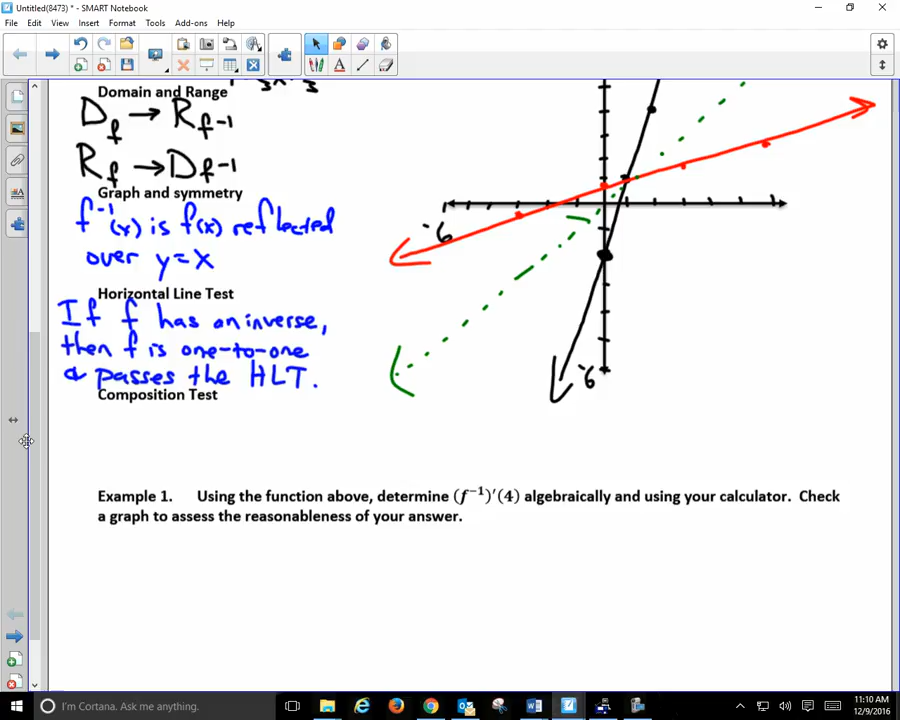 Untitled(8473) * - SMART Notebook
File Edit View Insert Format Tools Add-ons Help
Domain and Range
D_f → R_f-1
R_f → D_f-1
Graph and symmetry
f⁻¹(x) is f(x) reflected
over y=x
Horizontal Line Test
If f has an inverse,
then f is one-to-one
& passes the HLT.
Composition Test
-6
-6
Example 1. Using the function above, determine (f⁻¹)′(4) algebraically and using your calculator. Check
a graph to assess the reasonableness of your answer.
I'm Cortana. Ask me anything.
11:10 AM
12/9/2016